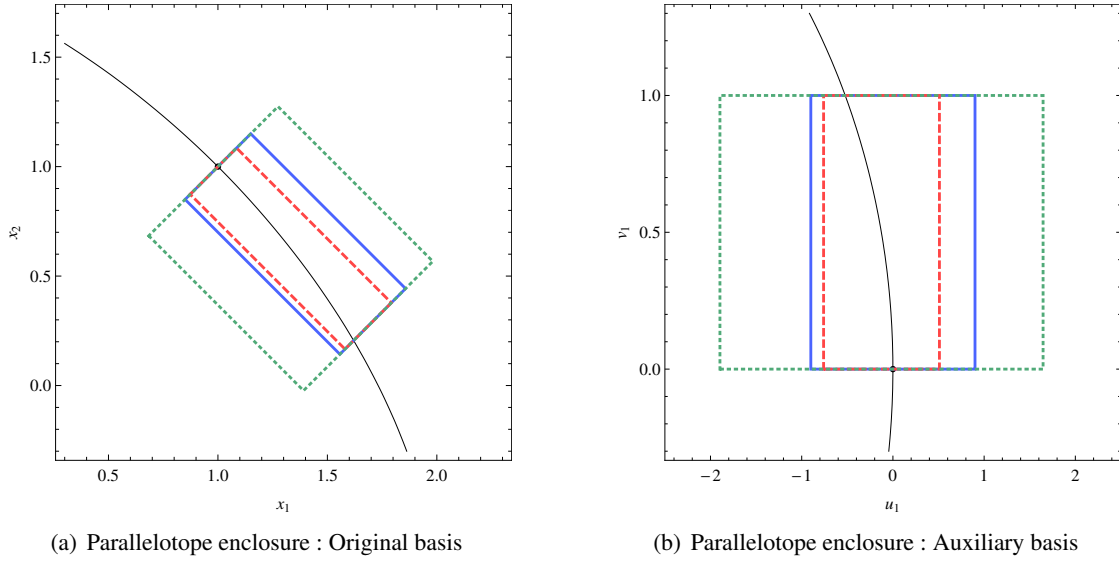 1.5
1.0
0.5
0.0
x2
0.5 1.0 1.5 2.0
x1
(a) Parallelotope enclosure : Original basis
1.0
0.5
0.0
v1
−2 −1 0 1 2
u1
(b) Parallelotope enclosure : Auxiliary basis